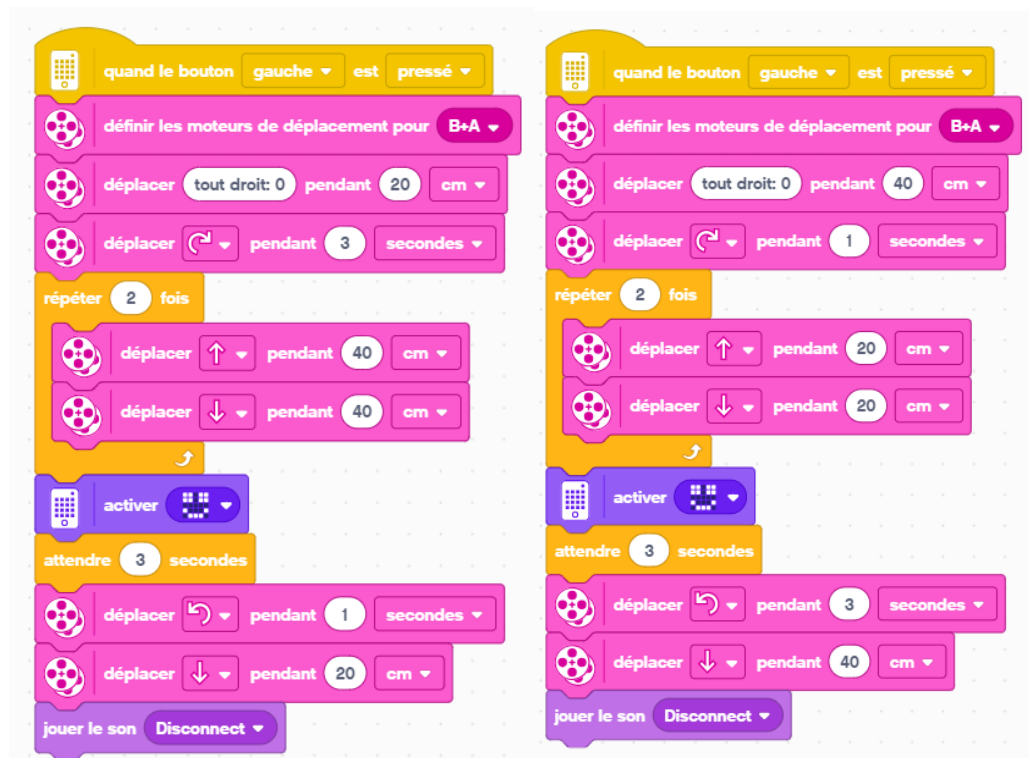 quand le bouton gauche est pressé
définir les moteurs de déplacement pour B+A
déplacer tout droit: 0 pendant 20 cm
déplacer pendant 3 secondes
répéter 2 fois
déplacer pendant 40 cm
déplacer pendant 40 cm
activer
attendre 3 secondes
déplacer pendant 1 secondes
déplacer pendant 20 cm
jouer le son Disconnect
quand le bouton gauche est pressé
définir les moteurs de déplacement pour B+A
déplacer tout droit: 0 pendant 40 cm
déplacer pendant 1 secondes
répéter 2 fois
déplacer pendant 20 cm
déplacer pendant 20 cm
activer
attendre 3 secondes
déplacer pendant 3 secondes
déplacer pendant 40 cm
jouer le son Disconnect